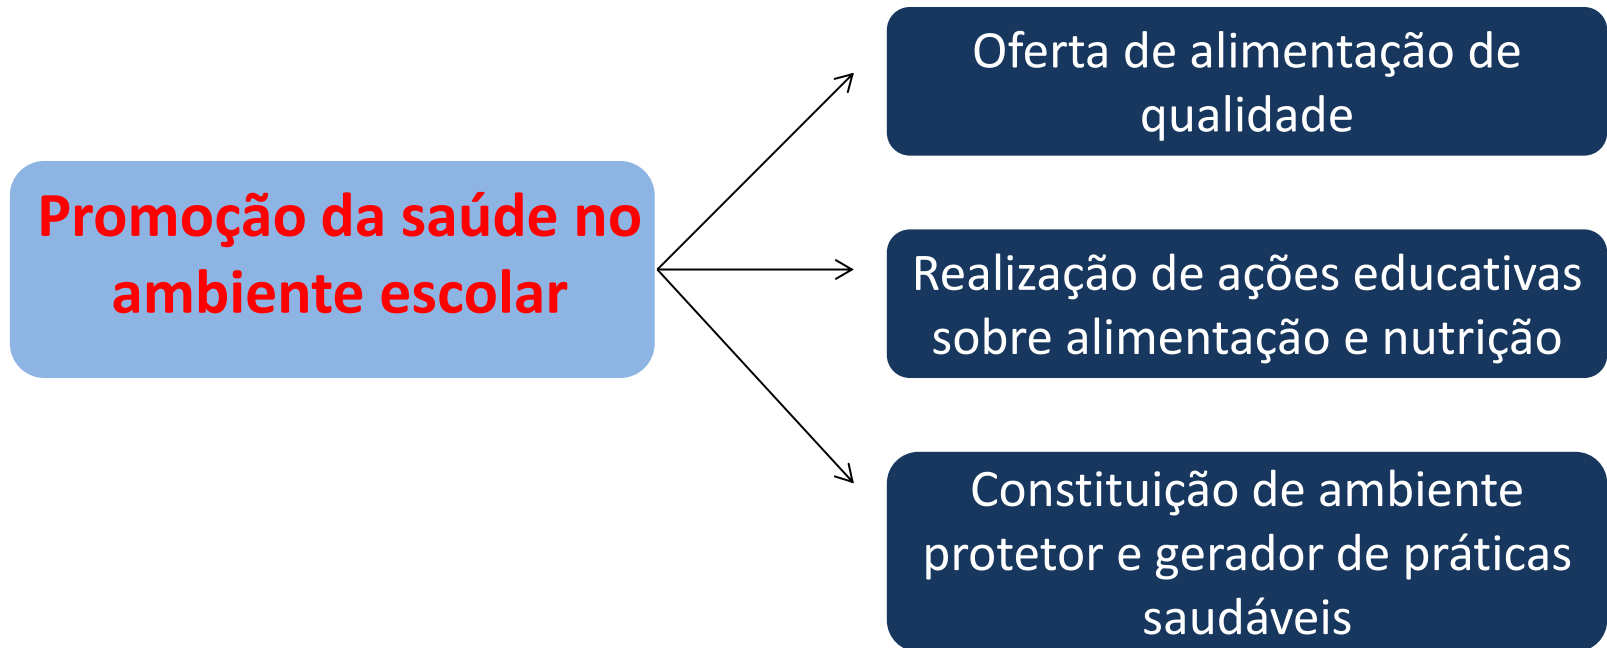 Promoção da saúde no
ambiente escolar
Oferta de alimentação de
qualidade
Realização de ações educativas
sobre alimentação e nutrição
Constituição de ambiente
protetor e gerador de práticas
saudáveis